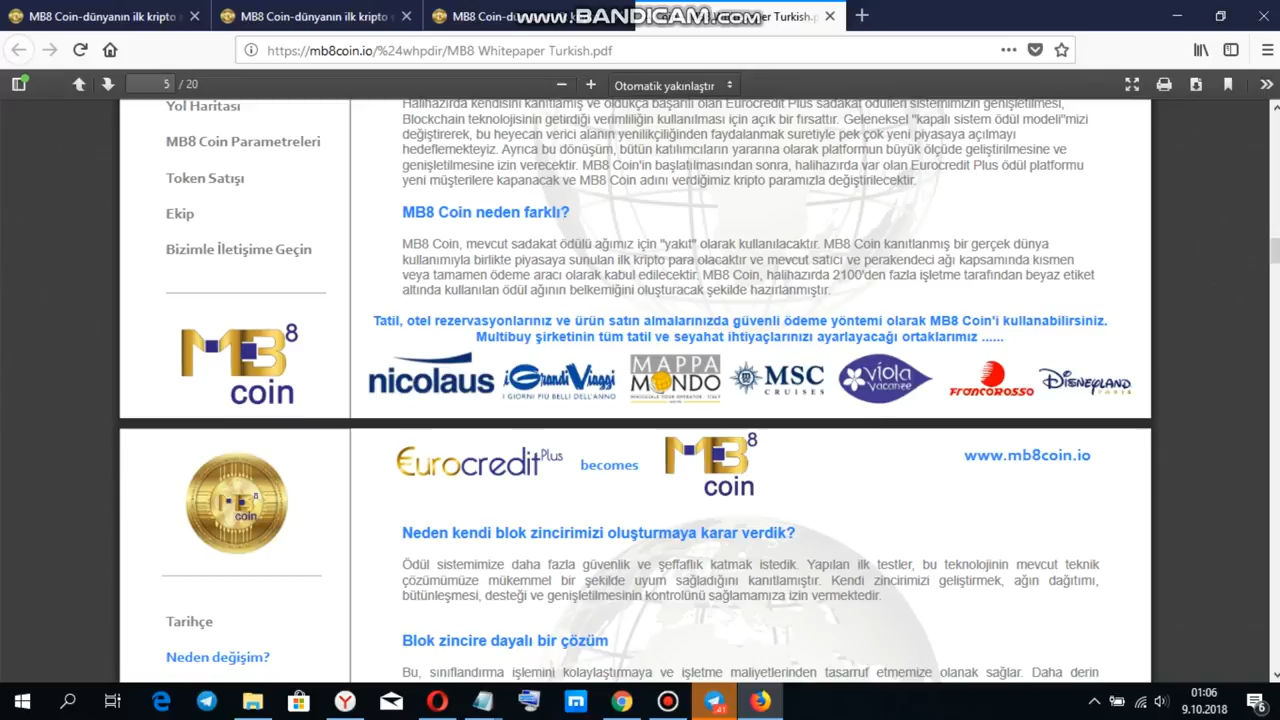 MB8 Coin-dünyanın ilk kripto
MB8 Coin-dünyanın ilk kripto
MB8 Coin-d
Turkish.p
www.BANDICAM.com
https://mb8coin.io/%24whpdir/MB8 Whitepaper Turkish.pdf
5 / 20
Otomatik yakınlaştır
Yol Haritası
MB8 Coin Parametreleri
Token Satışı
Ekip
Bizimle İletişime Geçin
MB8
coin
Halihazırda kendisini kanıtlamış ve oldukça başarılı olan Eurocredit Plus sadakat ödülleri sistemimizin genişletilmesi,
Blockchain teknolojisinin getirdiği verimliliğin kullanılması için açık bir fırsattır. Geleneksel "kapalı sistem ödül modeli"mizi
değiştirerek, bu heyecan verici alanın yenilikçiliğinden faydalanmak suretiyle pek çok yeni piyasaya açılmayı
hedeflemekteyiz. Ayrıca bu dönüşüm, bütün katılımcıların yararına olarak platformun büyük ölçüde geliştirilmesine ve
genişletilmesine izin verecektir. MB8 Coin'in başlatılmasından sonra, halihazırda var olan Eurocredit Plus ödül platformu
yeni müşterilere kapanacak ve MB8 Coin adını verdiğimiz kripto paramızla değiştirilecektir.
MB8 Coin neden farklı?
MB8 Coin, mevcut sadakat ödülü ağımız için "yakıt" olarak kullanılacaktır. MB8 Coin kanıtlanmış bir gerçek dünya
kullanımıyla birlikte piyasaya sunulan ilk kripto para olacaktır ve mevcut satıcı ve perakendeci ağı kapsamında kısmen
veya tamamen ödeme aracı olarak kabul edilecektir. MB8 Coin, halihazırda 2100'den fazla işletme tarafından beyaz etiket
altında kullanılan ödül ağının belkemiğini oluşturacak şekilde hazırlanmıştır.
Tatil, otel rezervasyonlarınız ve ürün satın almalarınızda güvenli ödeme yöntemi olarak MB8 Coin'i kullanabilirsiniz.
Multibuy şirketinin tüm tatil ve seyahat ihtiyaçlarınızı ayarlayacağı ortaklarımız ......
nicolaus
i Grandi Viaggi
I GIORNI PIÙ BELLI DELL'ANNO
MAPPA
MONDO
MSC
CRUISES
viola
vacanze
FRANCOROSSO
DISNEYLAND
PARIS
MB8
coin
Tarihçe
Neden değişim?
Eurocredit Plus becomes MB8 coin
www.mb8coin.io
Neden kendi blok zincirimizi oluşturmaya karar verdik?
Ödül sistemimize daha fazla güvenlik ve şeffaflık katmak istedik. Yapılan ilk testler, bu teknolojinin mevcut teknik
çözümümüze mükemmel bir şekilde uyum sağladığını kanıtlamıştır. Kendi zincirimizi geliştirmek, ağın dağıtımı,
bütünleşmesi, desteği ve genişletilmesinin kontrolünü sağlamamıza izin vermektedir.
Blok zincire dayalı bir çözüm
Bu, sınıflandırma işlemini kolaylaştırmaya ve işletme maliyetlerinden tasarruf etmemize olanak sağlar. Daha derin
41
01:06
9.10.2018
6